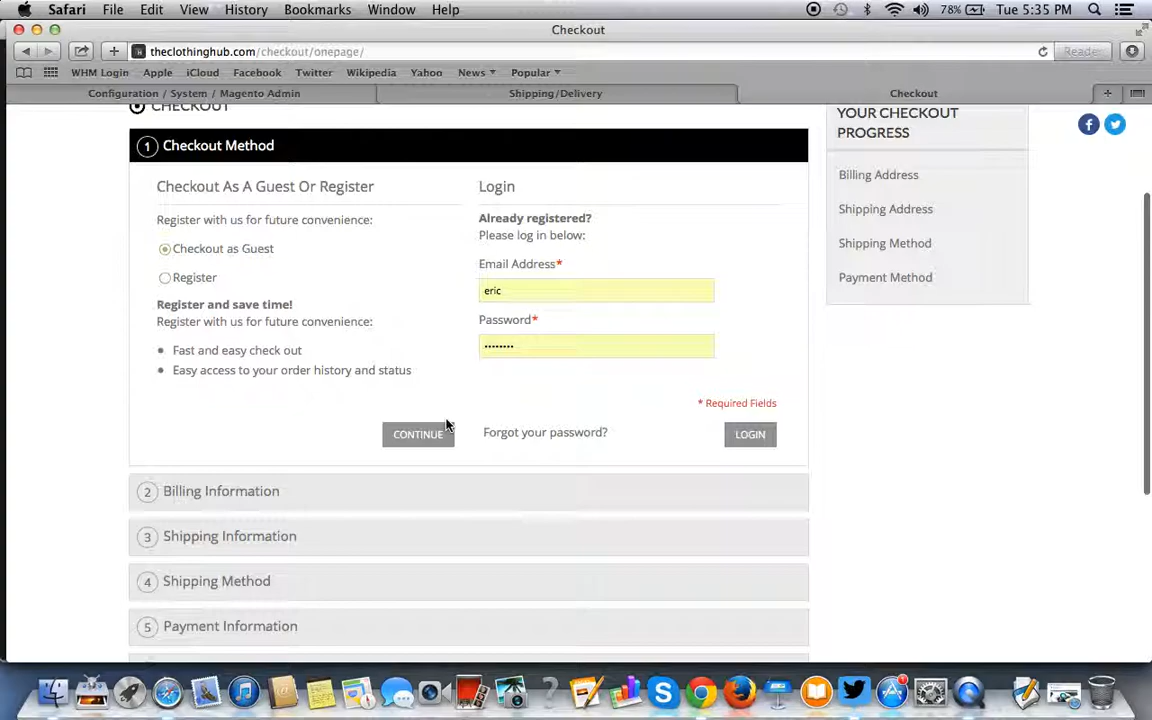 Safari File Edit View History Bookmarks Window Help 78% Tue 5:35 PM
Checkout
theclothinghub.com/checkout/onepage/ Reader
WHM Login Apple iCloud Facebook Twitter Wikipedia Yahoo News Popular
Configuration / System / Magento Admin Shipping/Delivery Checkout
CHECKOUT
1 Checkout Method
Checkout As A Guest Or Register
Register with us for future convenience:
Checkout as Guest
Register
Register and save time!
Register with us for future convenience:
Fast and easy check out
Easy access to your order history and status
CONTINUE
Login
Already registered?
Please log in below:
Email Address*
eric
Password*
••••••••
* Required Fields
Forgot your password?
LOGIN
2 Billing Information
3 Shipping Information
4 Shipping Method
5 Payment Information
YOUR CHECKOUT
PROGRESS
Billing Address
Shipping Address
Shipping Method
Payment Method